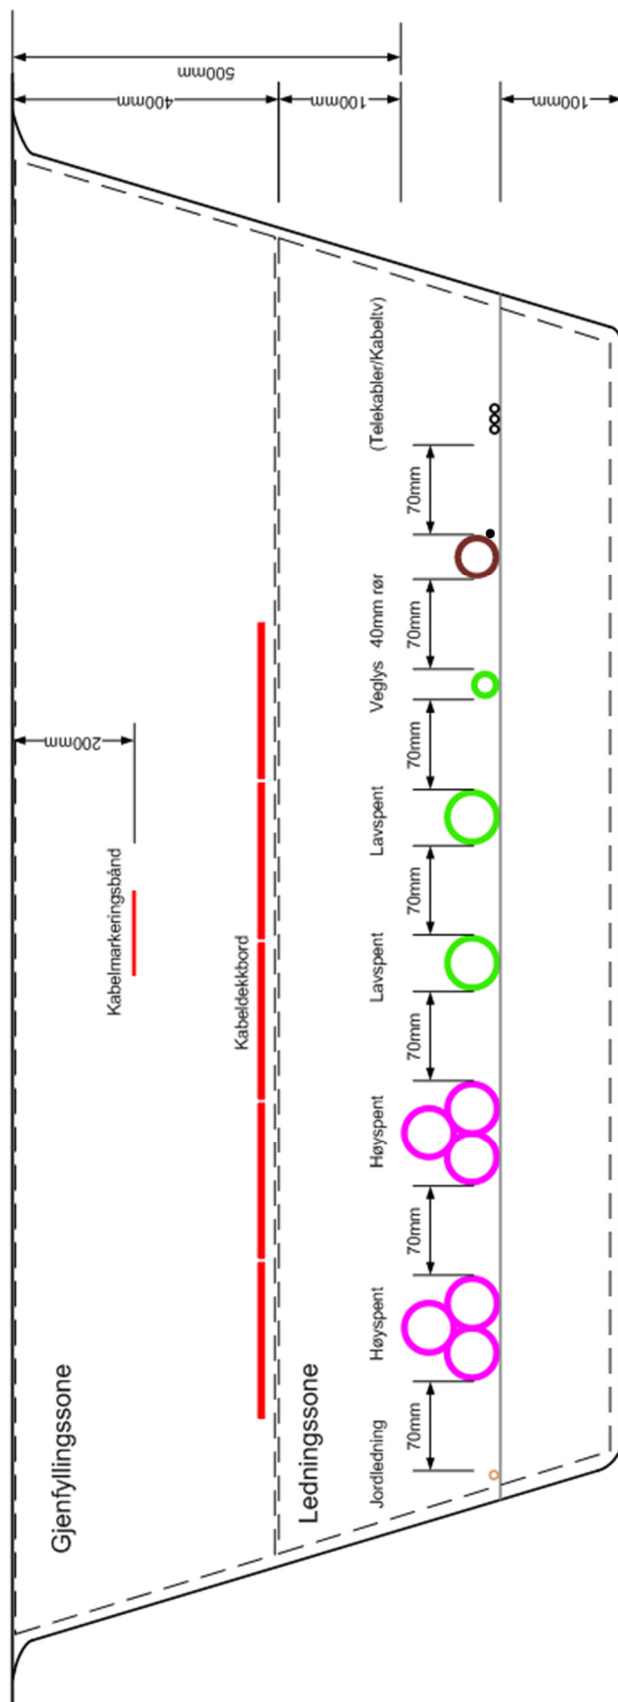 Gjenfyllingssone
Kabelmarkeringsbånd
200mm
400mm
500mm
Kabeldekkbord
Ledningssone
100mm
Jordledning
Høyspent
Høyspent
Lavspent
Lavspent
Veglys 40mm rør
(Telekabler/Kabeltv)
70mm
70mm
70mm
70mm
70mm
70mm
70mm
100mm